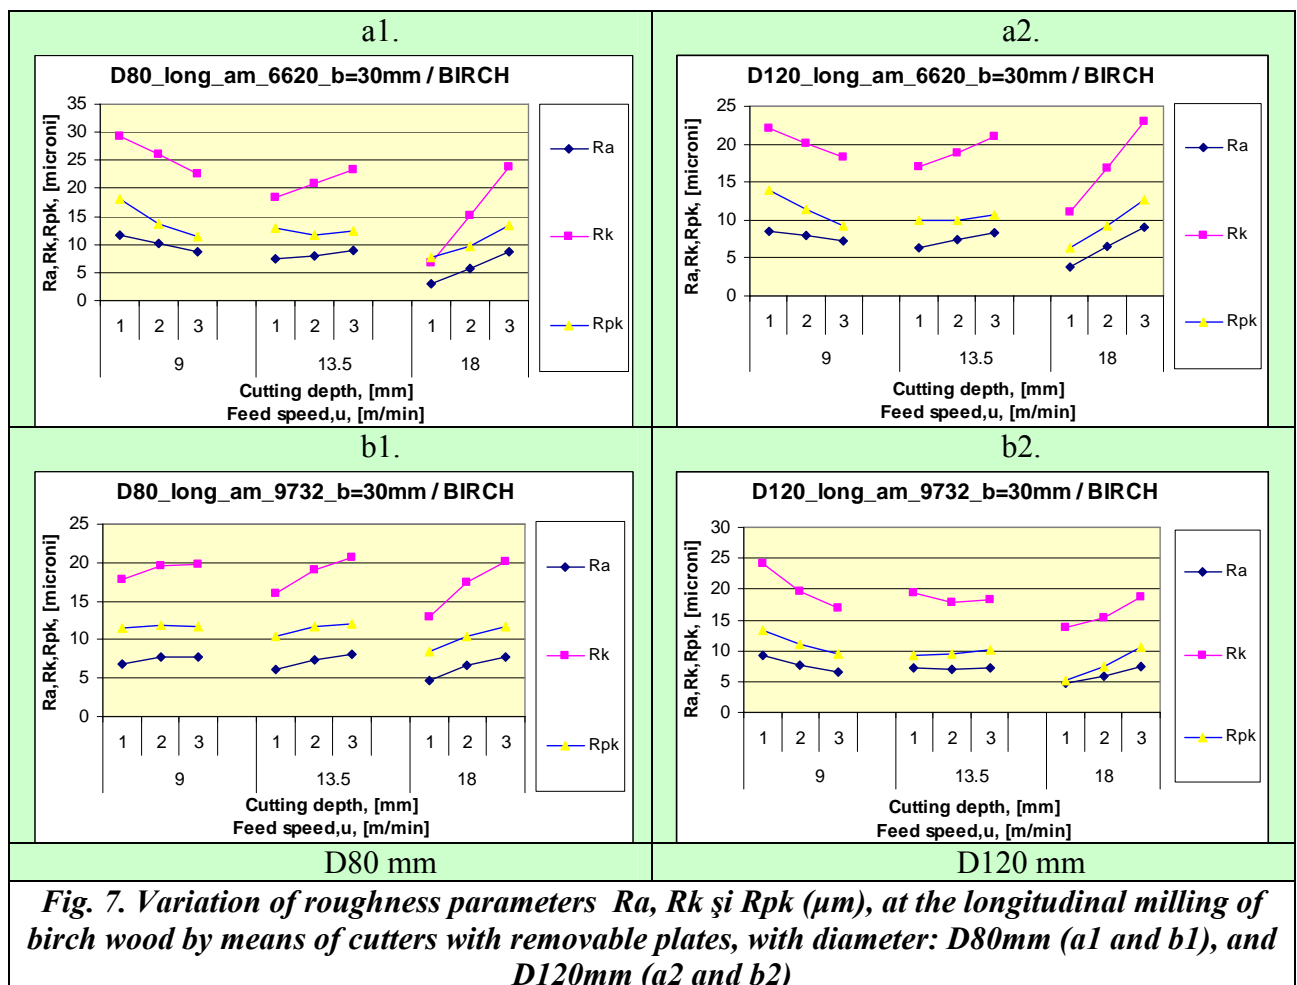 a1.
D80_long_am_6620_b=30mm / BIRCH
Ra,Rk,Rpk, [microni]
35
30
25
20
15
10
5
0
1 2 3 1 2 3 1 2 3
9 13.5 18
Cutting depth, [mm]
Feed speed,u, [m/min]
Ra
Rk
Rpk
a2.
D120_long_am_6620_b=30mm / BIRCH
Ra,Rk,Rpk, [microni]
25
20
15
10
5
0
1 2 3 1 2 3 1 2 3
9 13.5 18
Cutting depth, [mm]
Feed speed,u, [m/min]
Ra
Rk
Rpk
b1.
D80_long_am_9732_b=30mm / BIRCH
Ra,Rk,Rpk, [microni]
25
20
15
10
5
0
1 2 3 1 2 3 1 2 3
9 13.5 18
Cutting depth, [mm]
Feed speed,u, [m/min]
Ra
Rk
Rpk
b2.
D120_long_am_9732_b=30mm / BIRCH
Ra,Rk,Rpk, [microni]
30
25
20
15
10
5
0
1 2 3 1 2 3 1 2 3
9 13.5 18
Cutting depth, [mm]
Feed speed,u, [m/min]
Ra
Rk
Rpk
D80 mm
D120 mm
Fig. 7. Variation of roughness parameters Ra, Rk şi Rpk (µm), at the longitudinal milling of
birch wood by means of cutters with removable plates, with diameter: D80mm (a1 and b1), and
D120mm (a2 and b2)